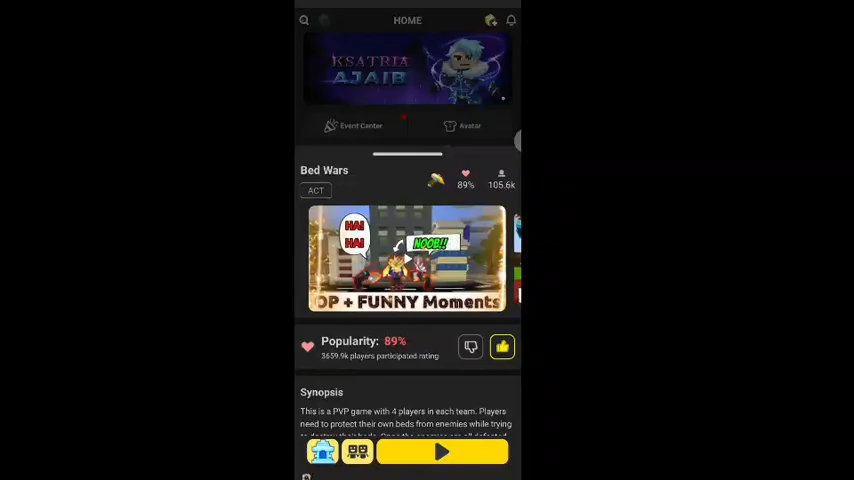 HOME
KSATRIA
AJAIB
Event Center
Avatar
Bed Wars
ACT
89%
105.6k
HA!
HA!
NOOB!!
OP + FUNNY Moments
Popularity: 89%
3659.9k players participated rating
Synopsis
This is a PVP game with 4 players in each team. Players
need to protect their own beds from enemies while trying